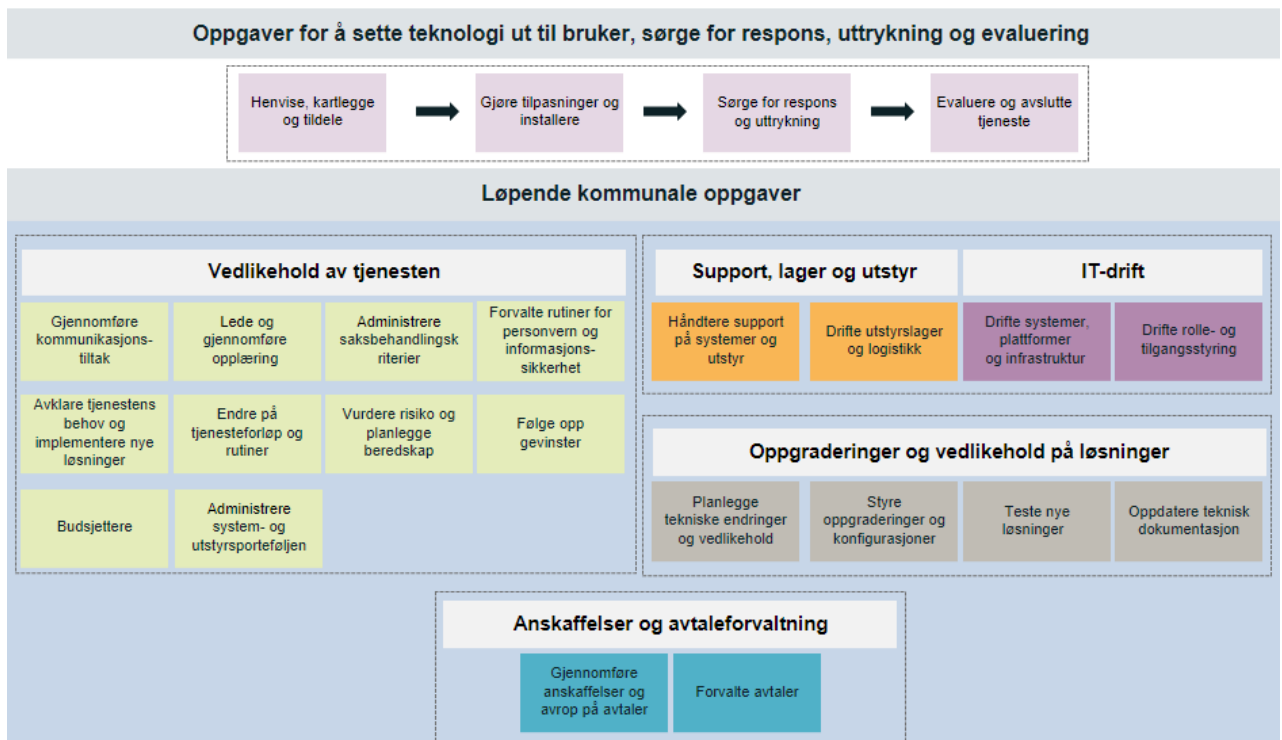 Oppgaver for å sette teknologi ut til bruker, sørge for respons, uttrykning og evaluering
Henvise, kartlegge
og tildele
Gjøre tilpasninger og
installere
Sørge for respons
og uttrykning
Evaluere og avslutte
tjeneste
Løpende kommunale oppgaver
Vedlikehold av tjenesten
Gjennomføre
kommunikasjons-
tiltak
Lede og
gjennomføre
opplæring
Administrere
saksbehandlingsk
riterier
Forvalte rutiner for
personvern og
informasjons-
sikkerhet
Avklare tjenestens
behov og
implementere nye
løsninger
Endre på
tjenesteforløp og
rutiner
Vurdere risiko og
planlegge
beredskap
Følge opp
gevinster
Budsjettere
Administrere
system- og
utstyrsporteføljen
Support, lager og utstyr
IT-drift
Håndtere support
på systemer og
utstyr
Drifte utstyrslager
og logistikk
Drifte systemer,
plattformer
og infrastruktur
Drifte rolle- og
tilgangsstyring
Oppgraderinger og vedlikehold på løsninger
Planlegge
tekniske endringer
og vedlikehold
Styre
oppgraderinger og
konfigurasjoner
Teste nye
løsninger
Oppdatere teknisk
dokumentasjon
Anskaffelser og avtaleforvaltning
Gjennomføre
anskaffelser og
avrop på avtaler
Forvalte avtaler